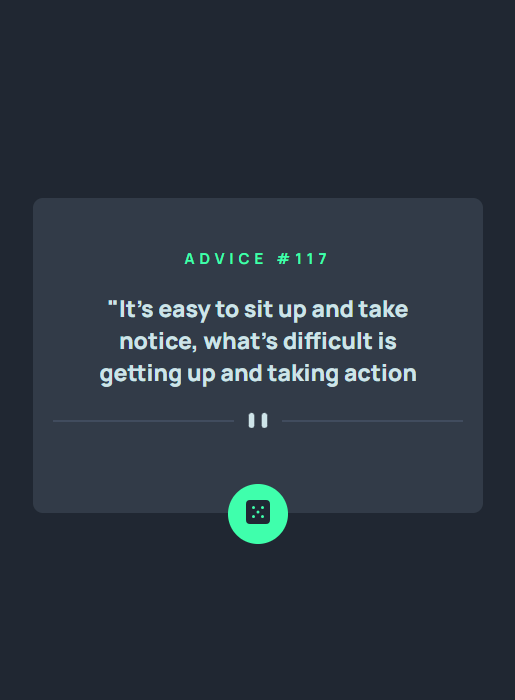 ADVICE #117
"It’s easy to sit up and take
notice, what’s difficult is
getting up and taking action